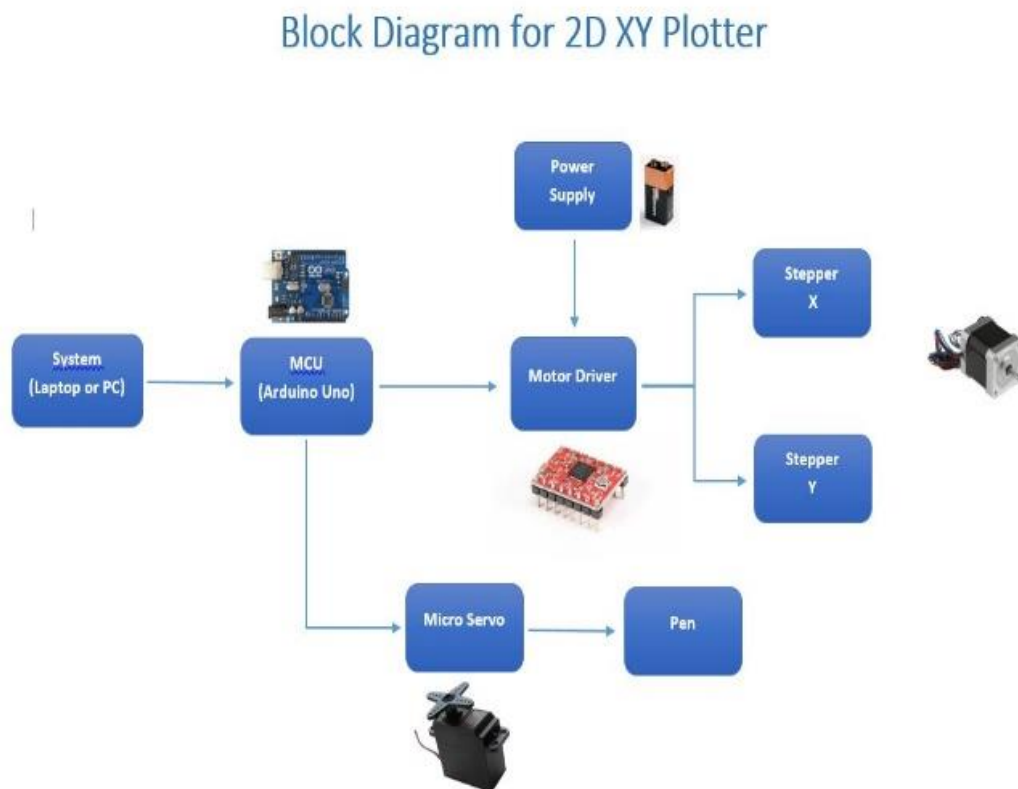 Block Diagram for 2D XY Plotter
Power
Supply
Stepper
X
System
(Laptop or PC)
MCU
(Arduino Uno)
Motor Driver
Stepper
Y
Micro Servo
Pen